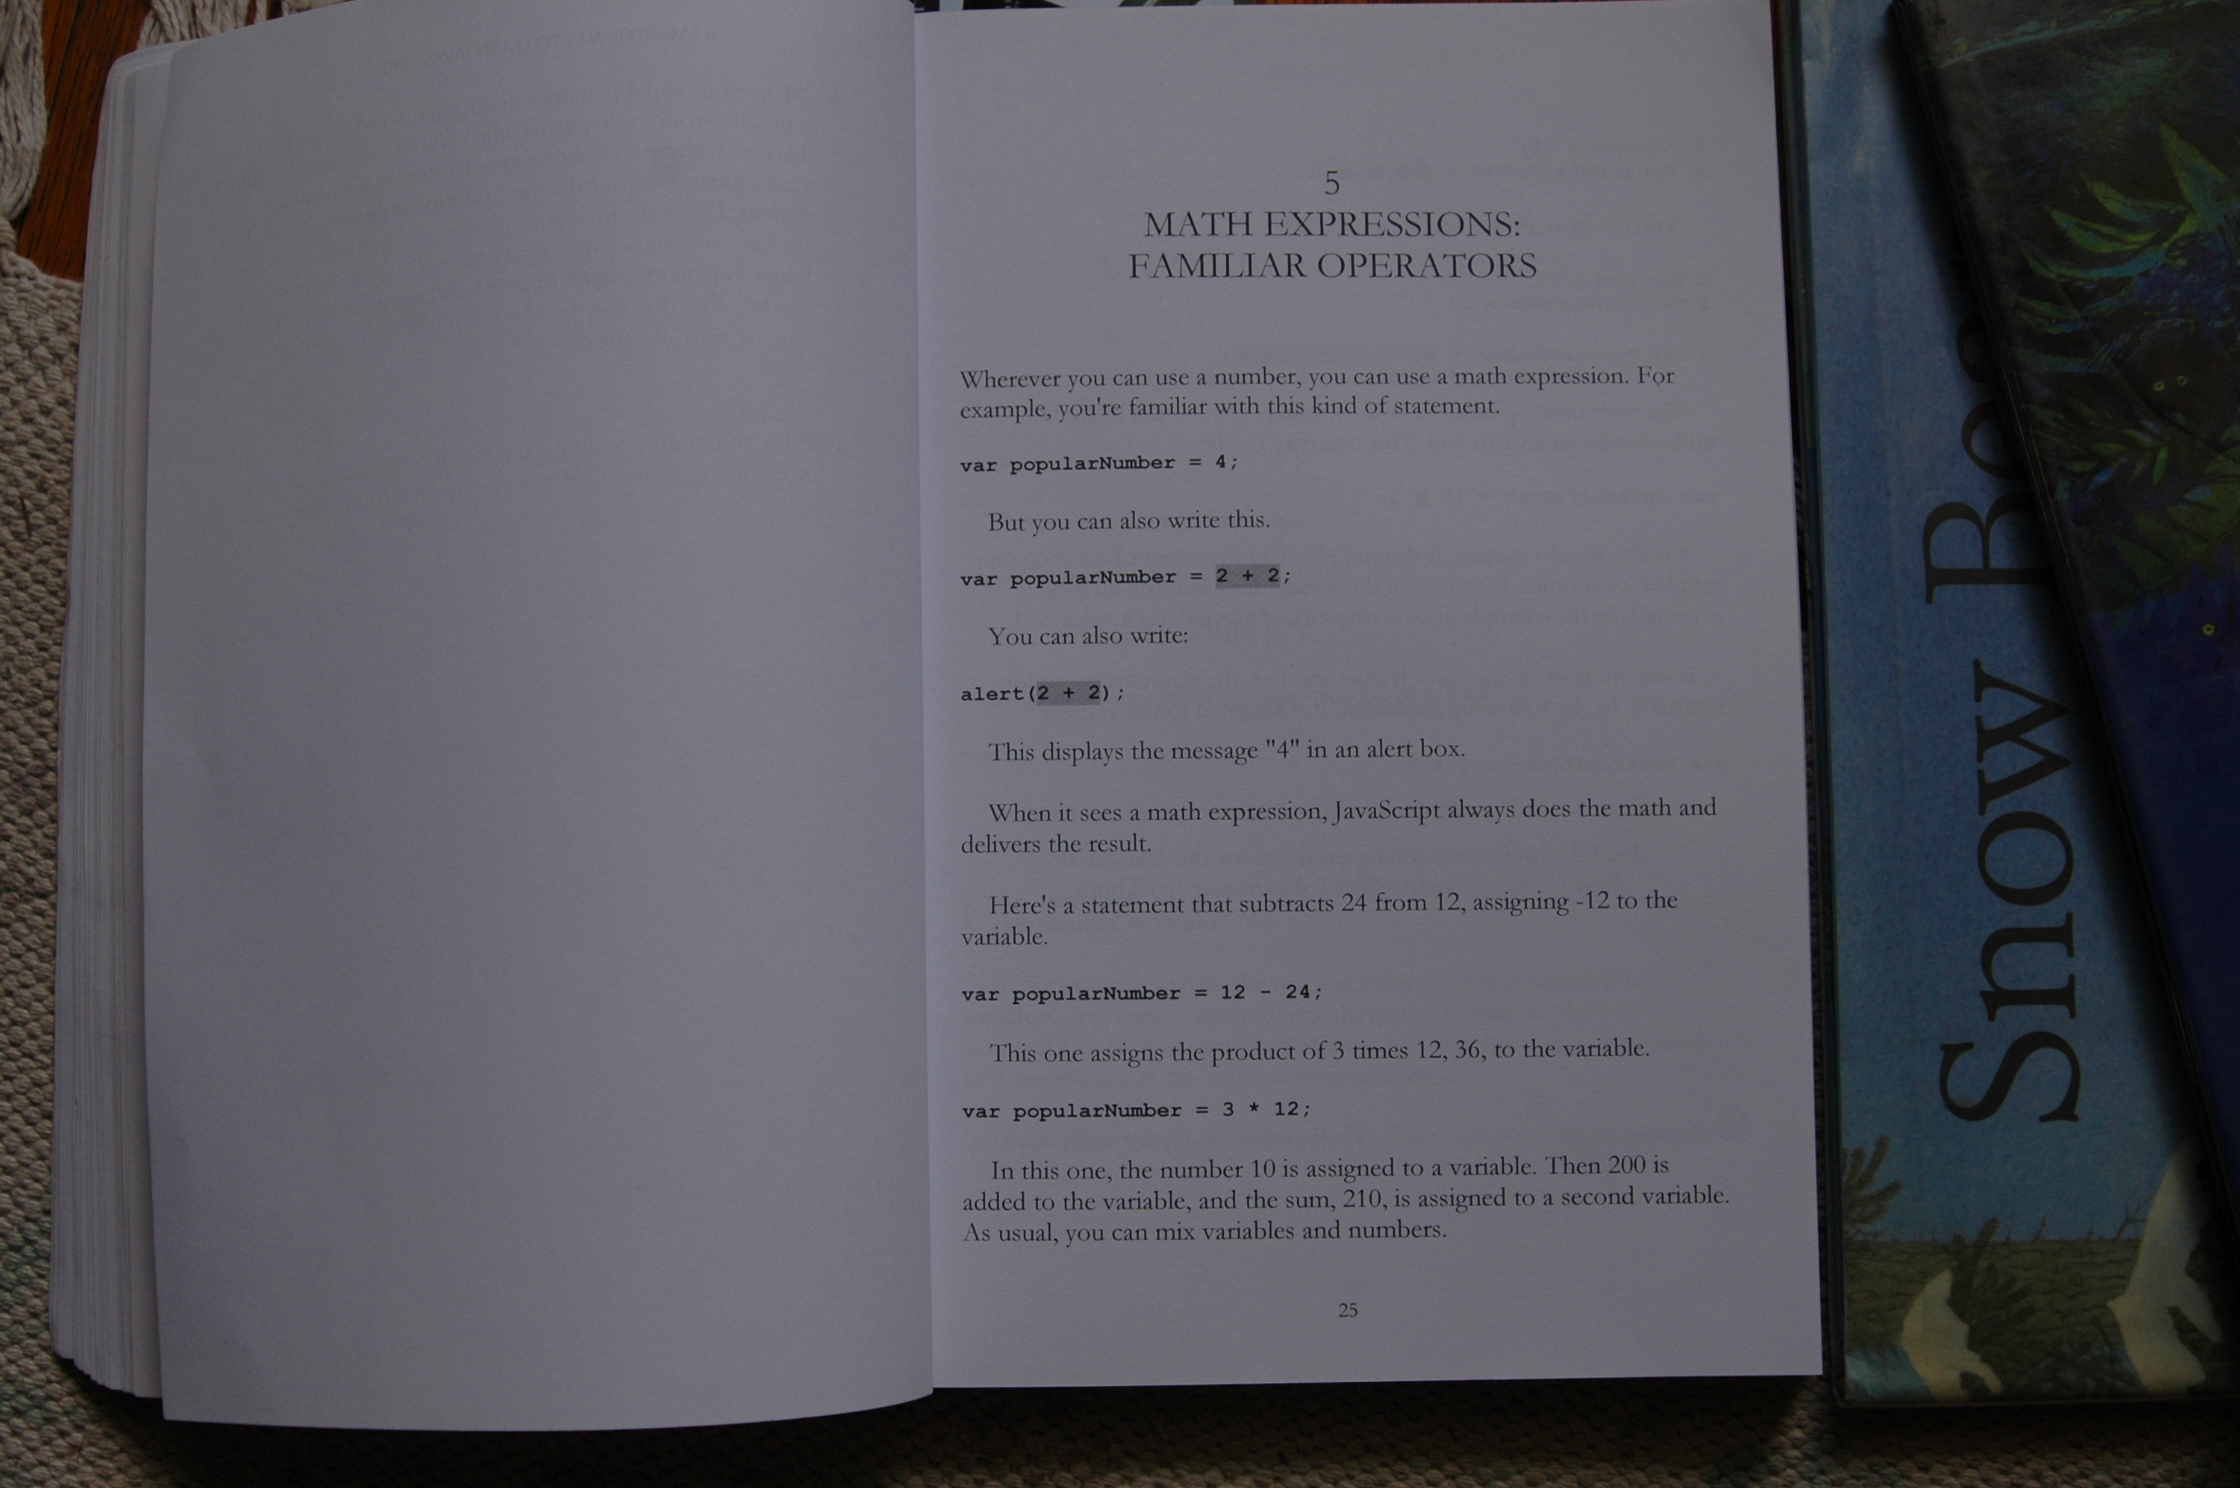 5
MATH EXPRESSIONS:
FAMILIAR OPERATORS
Wherever you can use a number, you can use a math expression. For
example, you're familiar with this kind of statement.
var popularNumber = 4;
But you can also write this.
var popularNumber = 2 + 2;
You can also write:
alert(2 + 2);
This displays the message "4" in an alert box.
When it sees a math expression, JavaScript always does the math and
delivers the result.
Here's a statement that subtracts 24 from 12, assigning -12 to the
variable.
var popularNumber = 12 - 24;
This one assigns the product of 3 times 12, 36, to the variable.
var popularNumber = 3 * 12;
In this one, the number 10 is assigned to a variable. Then 200 is
added to the variable, and the sum, 210, is assigned to a second variable.
As usual, you can mix variables and numbers.
25
Snow